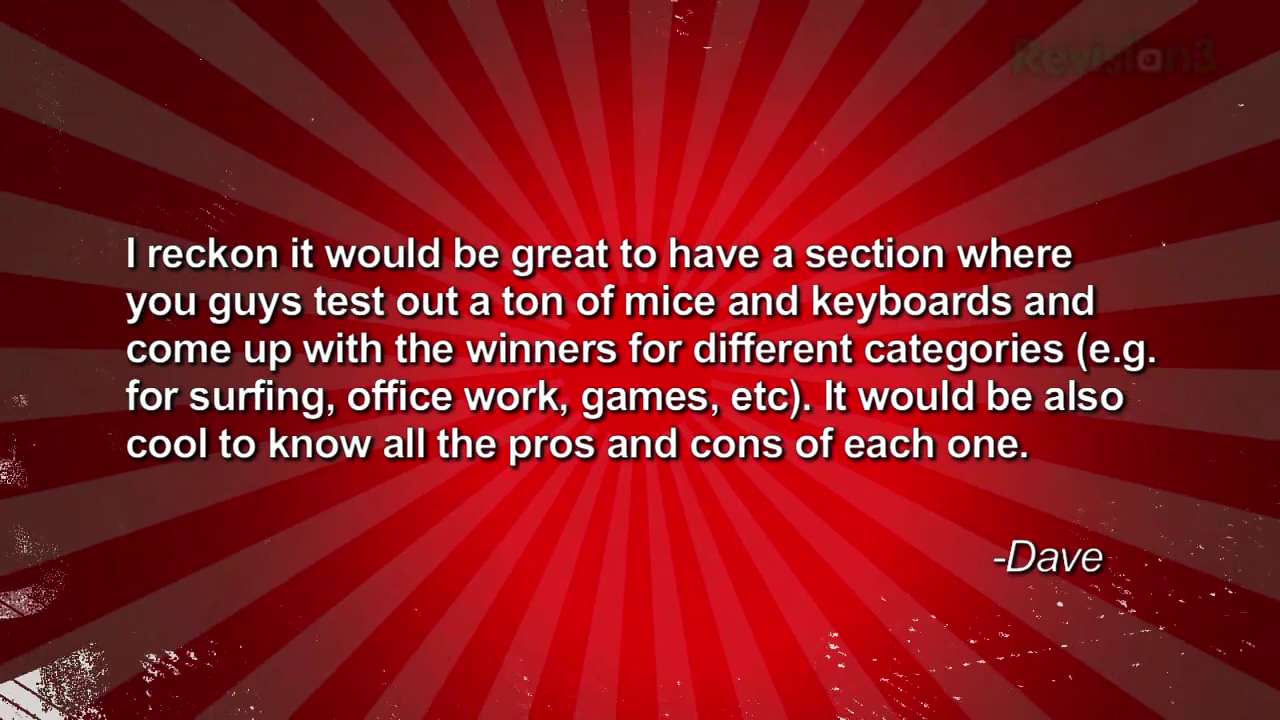 Revision3
I reckon it would be great to have a section where
you guys test out a ton of mice and keyboards and
come up with the winners for different categories (e.g.
for surfing, office work, games, etc). It would be also
cool to know all the pros and cons of each one.
-Dave